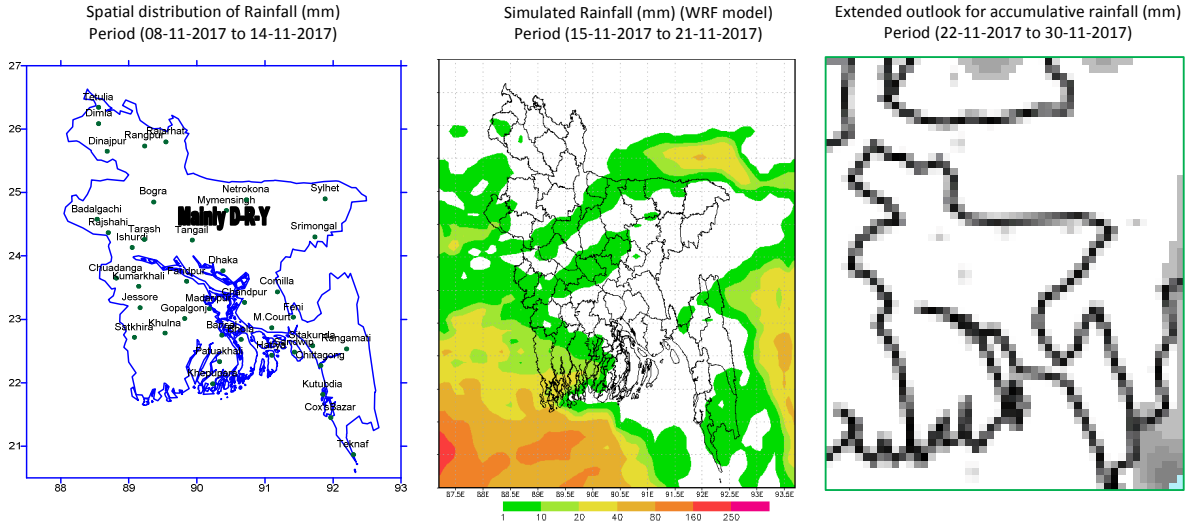 Spatial distribution of Rainfall (mm)
Period (08-11-2017 to 14-11-2017)
27
26
25
24
23
22
21
88
89
90
91
92
93
Tetulia
Dimla
Rajarhat
Rangpur
Dinajpur
Bogra
Netrokona
Sylhet
Mymensingh
Badalgachi
Mainly D-R-Y
Rajshahi
Tarash
Tangail
Srimongal
Ishurdi
Dhaka
Chuadanga
Kumarkhali
Faridpur
Comilla
Jessore
Chandpur
Madaripur
Gopalgonj
Feni
M.Court
Satkhira
Khulna
Sitakunda
Rangamati
Chittagong
Patuakhali
Khepupara
Kutubdia
Cox'sbazar
Teknaf
Simulated Rainfall (mm) (WRF model)
Period (15-11-2017 to 21-11-2017)
87.5E 88E 88.5E 89E 89.5E 90E 90.5E 91E 91.5E 92E 92.5E 93E 93.5E
1 10 20 40 80 160 250
Extended outlook for accumulative rainfall (mm)
Period (22-11-2017 to 30-11-2017)